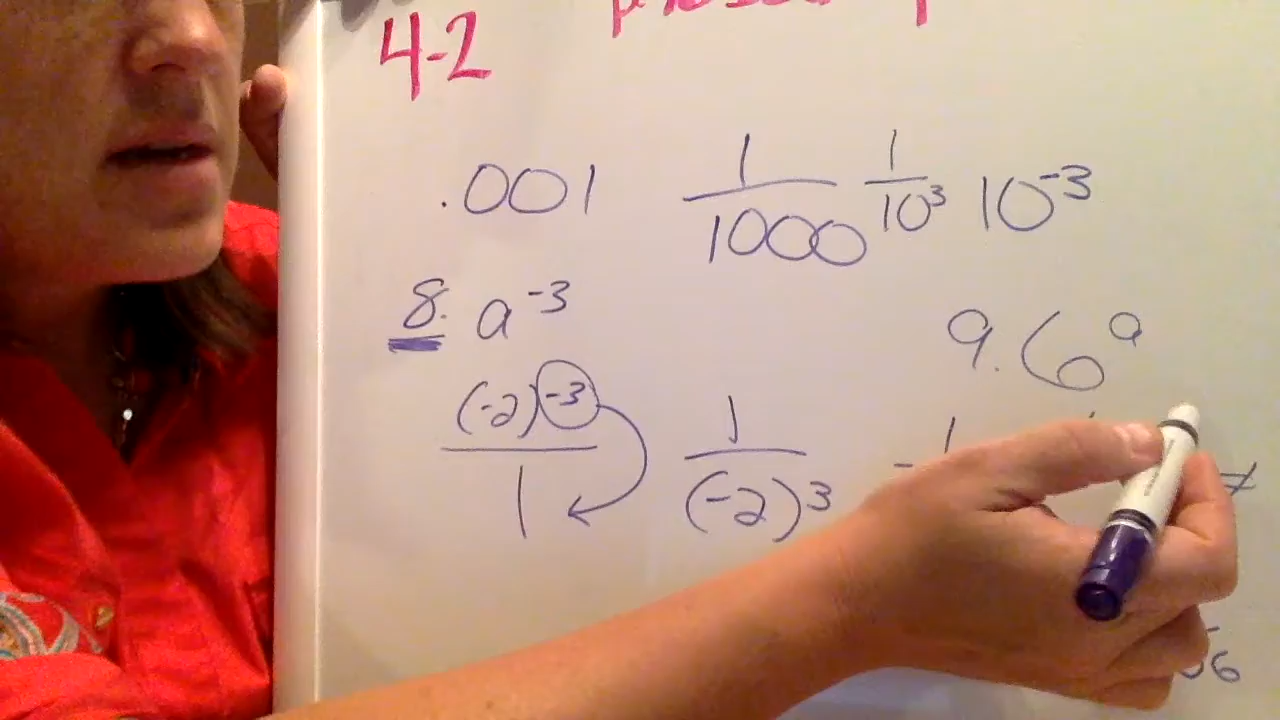 4-2
.001 1/1000 1/10³ 10⁻³
8. a⁻³
9. 6ᵃ
(-2)⁻³/1 1/(-2)³